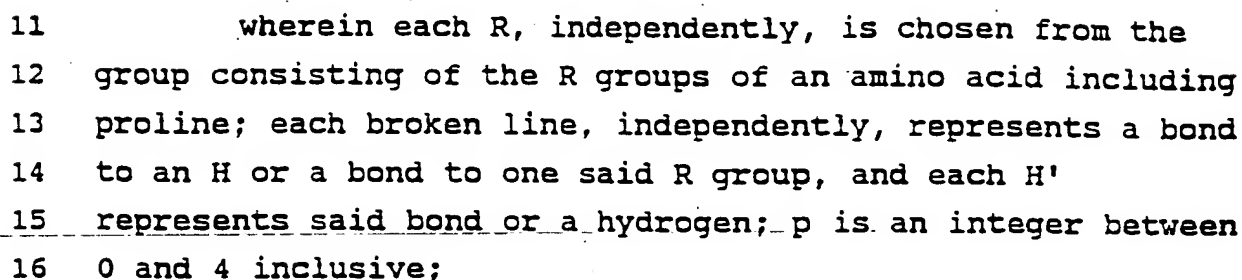 11 wherein each R, independently, is chosen from the
12 group consisting of the R groups of an amino acid including
13 proline; each broken line, independently, represents a bond
14 to an H or a bond to one said R group, and each H'
15 represents said bond or a hydrogen; p is an integer between
16 0 and 4 inclusive;